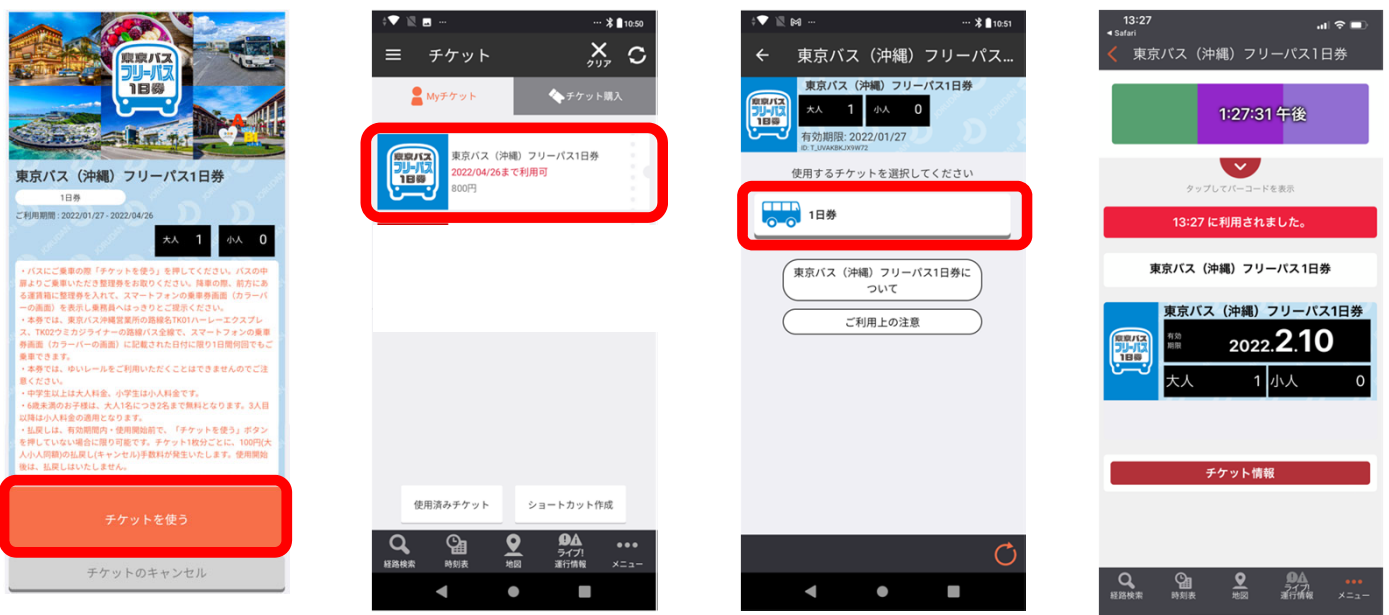 東京バス
フリーパス
1日券
東京バス（沖縄）フリーパス1日券
1日券
ご利用期間 : 2022/01/27 - 2022/04/26
大人 1 小人 0
・バスにご乗車の際「チケットを使う」を押してください。バスの中
扉よりご乗車いただき整理券をお取りください。降車の際、前方にあ
る運賃箱に整理券を入れて、スマートフォンの乗車券画面（カラーバ
ーの画面）を表示し乗務員へはっきりとご提示ください。
・本券では、東京バス沖縄営業所の路線名TK01ハーレーエクスプレ
ス、TK02ウミカジライナーの路線バス全線で、スマートフォンの乗車
券画面（カラーバーの画面）に記載された日付に限り1日間何回でもご
乗車できます。
・本券では、ゆいレールをご利用いただくことはできませんのでご注
意ください。
・中学生以上は大人料金。小学生は小人料金です。
・6歳未満のお子様は、大人1名につき2名まで無料となります。3人目
以降は小人料金の適用となります。
・払戻しは、有効期間内・使用開始前で、「チケットを使う」ボタン
を押していない場合に限り可能です。チケット1枚分ごとに、100円(大
人小人同額)の払戻し(キャンセル)手数料が発生いたします。使用開始
後は、払戻しはいたしません。
チケットを使う
チケットのキャンセル
10:50
チケット
クリア
Myチケット
チケット購入
東京バス
フリーパス
1日券
東京バス（沖縄）フリーパス1日券
2022/04/26まで利用可
800円
使用済みチケット
ショートカット作成
経路検索
時刻表
地図
ライブ!
運行情報
メニュー
10:51
東京バス（沖縄）フリーパス...
東京バス
フリーパス
1日券
東京バス（沖縄）フリーパス1日券
大人 1 小人 0
有効期限: 2022/01/27
ID: T_UVAKBKJX9W72
使用するチケットを選択してください
1日券
東京バス（沖縄）フリーパス1日券に
ついて
ご利用上の注意
13:27
◀ Safari
東京バス（沖縄）フリーパス1日券
1:27:31 午後
タップしてバーコードを表示
13:27 に利用されました。
東京バス（沖縄）フリーパス1日券
東京バス
フリーパス
1日券
東京バス（沖縄）フリーパス1日券
有効
期限
2022.2.10
大人 1 小人 0
チケット情報
経路検索
時刻表
地図
ライブ!
運行情報
メニュー